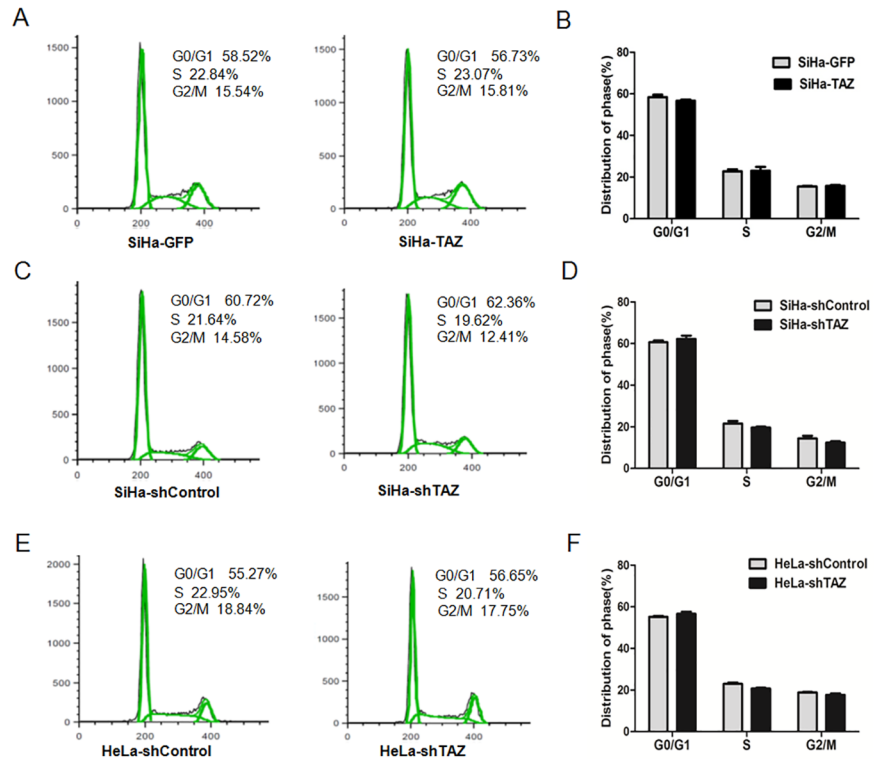 A
G0/G1 58.52%
S 22.84%
G2/M 15.54%
1500
1000
500
0
0 200 400
SiHa-GFP
G0/G1 56.73%
S 23.07%
G2/M 15.81%
1500
1000
500
0
0 200 400
SiHa-TAZ
B
SiHa-GFP
SiHa-TAZ
Distribution of phase(%)
80
60
40
20
0
G0/G1 S G2/M
C
G0/G1 60.72%
S 21.64%
G2/M 14.58%
1500
1000
500
0
0 200 400
SiHa-shControl
G0/G1 62.36%
S 19.62%
G2/M 12.41%
1500
1000
500
0
0 200 400
SiHa-shTAZ
D
SiHa-shControl
SiHa-shTAZ
Distribution of phase(%)
80
60
40
20
0
G0/G1 S G2/M
E
G0/G1 55.27%
S 22.95%
G2/M 18.84%
2000
1500
1000
500
0
0 200 400
HeLa-shControl
G0/G1 56.65%
S 20.71%
G2/M 17.75%
1500
1000
500
0
0 200 400
HeLa-shTAZ
F
HeLa-shControl
HeLa-shTAZ
Distribution of phase(%)
80
60
40
20
0
G0/G1 S G2/M